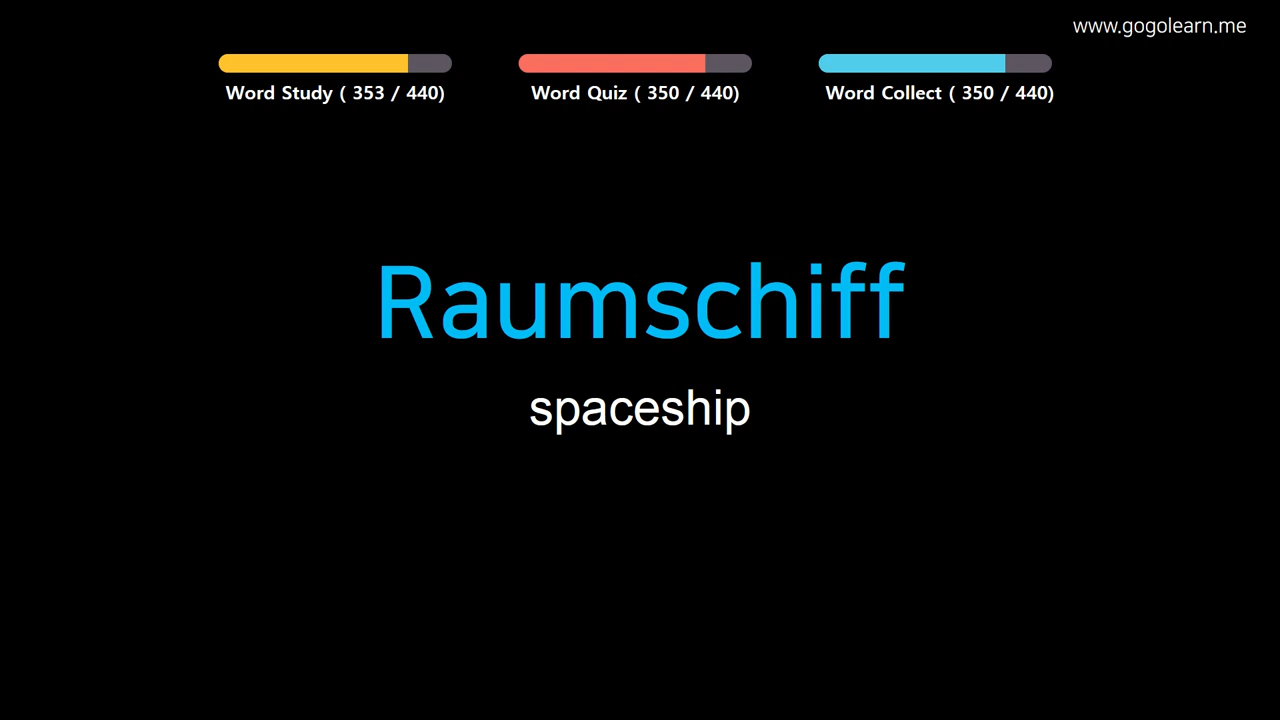 www.gogolearn.me
Word Study ( 353 / 440)
Word Quiz ( 350 / 440)
Word Collect ( 350 / 440)
Raumschiff
spaceship